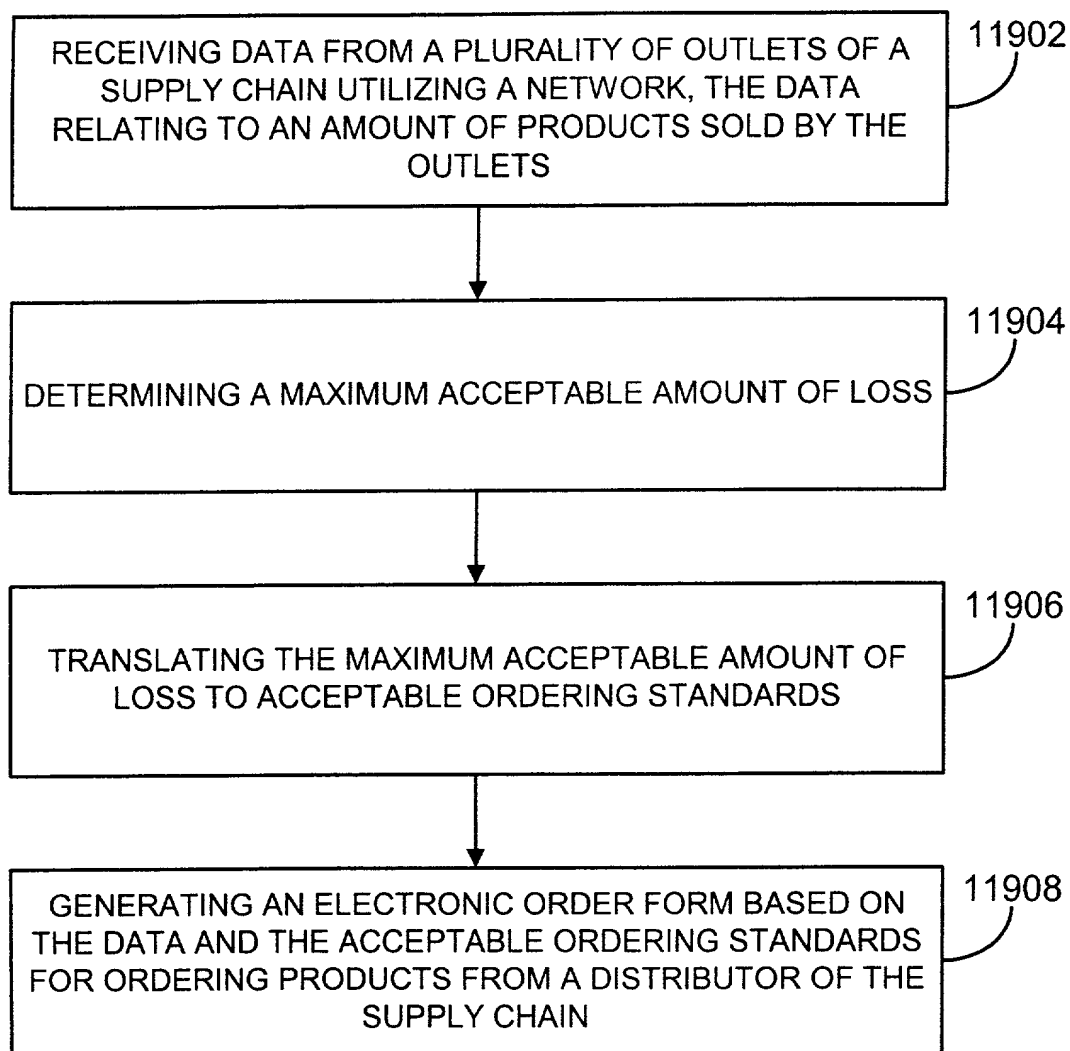 RECEIVING DATA FROM A PLURALITY OF OUTLETS OF A
SUPPLY CHAIN UTILIZING A NETWORK, THE DATA
RELATING TO AN AMOUNT OF PRODUCTS SOLD BY THE
OUTLETS
11902
DETERMINING A MAXIMUM ACCEPTABLE AMOUNT OF LOSS
11904
TRANSLATING THE MAXIMUM ACCEPTABLE AMOUNT OF
LOSS TO ACCEPTABLE ORDERING STANDARDS
11906
GENERATING AN ELECTRONIC ORDER FORM BASED ON
THE DATA AND THE ACCEPTABLE ORDERING STANDARDS
FOR ORDERING PRODUCTS FROM A DISTRIBUTOR OF THE
SUPPLY CHAIN
11908